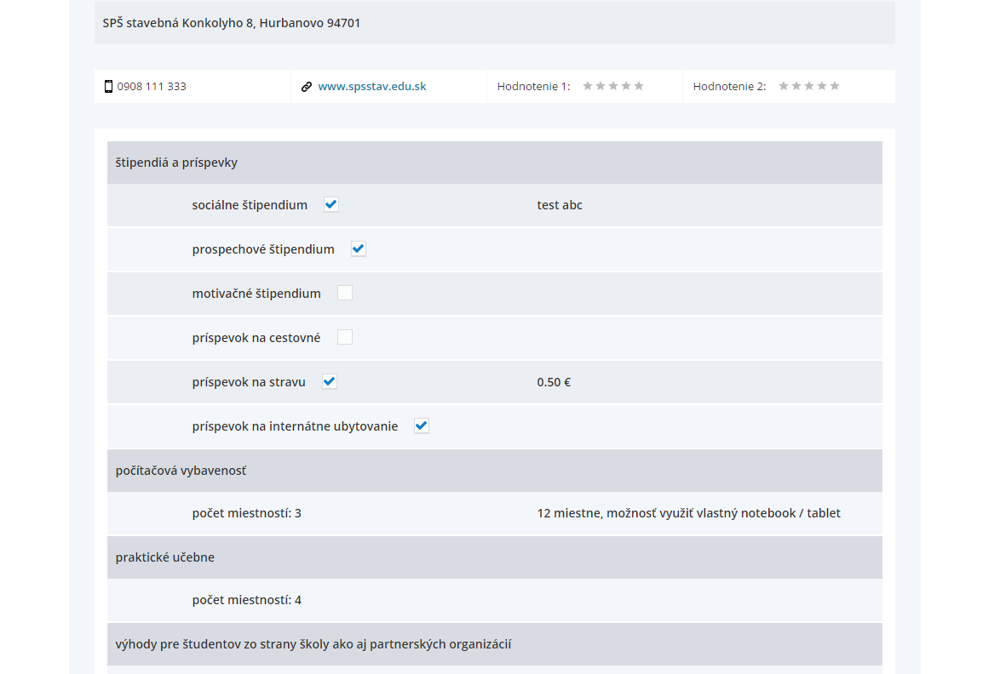 SPŠ stavebná Konkolyho 8, Hurbanovo 94701
0908 111 333 www.spsstav.edu.sk Hodnotenie 1: Hodnotenie 2:
štipendiá a príspevky
sociálne štipendium test abc
prospechové štipendium
motivačné štipendium
príspevok na cestovné
príspevok na stravu 0.50 €
príspevok na internátne ubytovanie
počítačová vybavenosť
počet miestností: 3 12 miestne, možnosť využiť vlastný notebook / tablet
praktické učebne
počet miestností: 4
výhody pre študentov zo strany školy ako aj partnerských organizácií